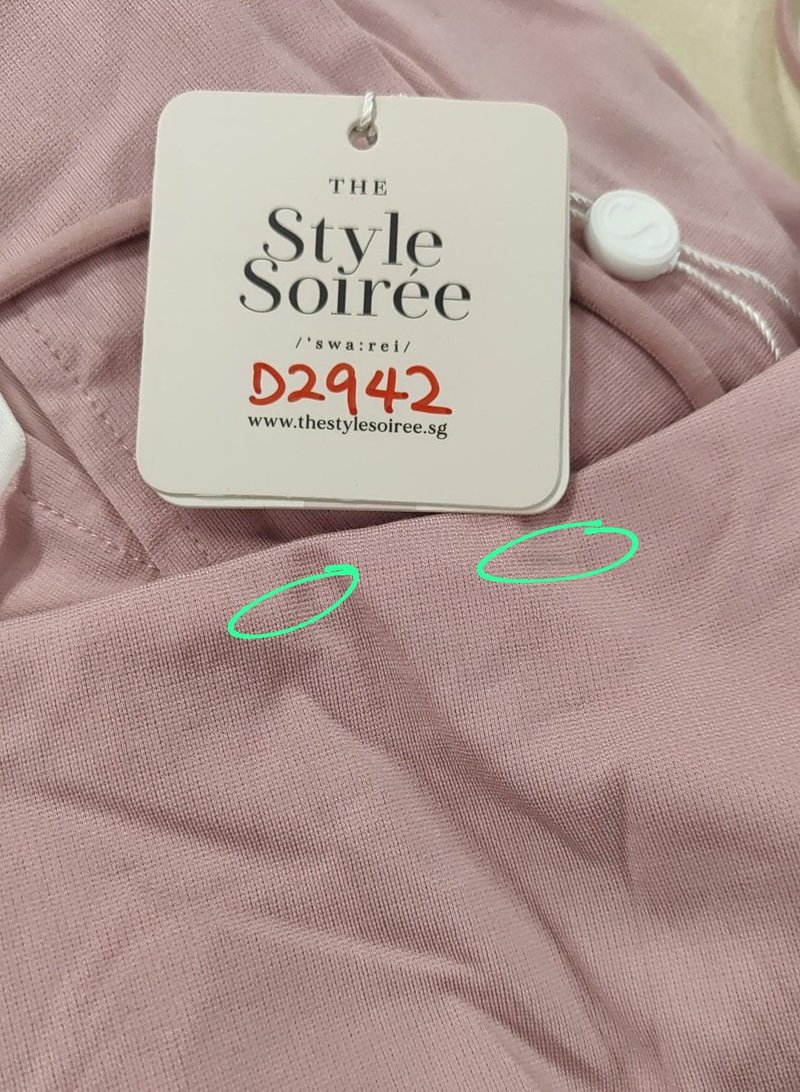 THE
Style
Soirée
/'swa:rei/
D2942
www.thestylesoiree.sg